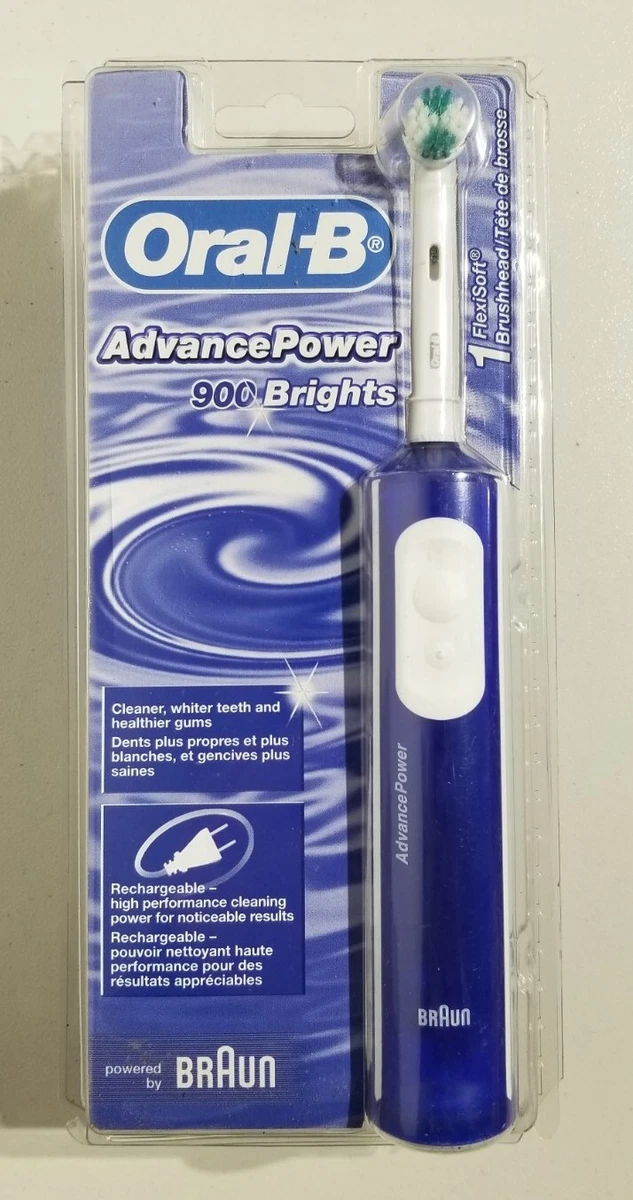 Oral-B®
AdvancePower
900 Brights
1 FlexiSoft®
Brushhead/Tête de brosse
Oral-B
Cleaner, whiter teeth and
healthier gums
Dents plus propres et plus
blanches, et gencives plus
saines
Rechargeable –
high performance cleaning
power for noticeable results
Rechargeable –
pouvoir nettoyant haute
performance pour des
résultats appréciables
powered
by BRAUN
AdvancePower
BRAUN